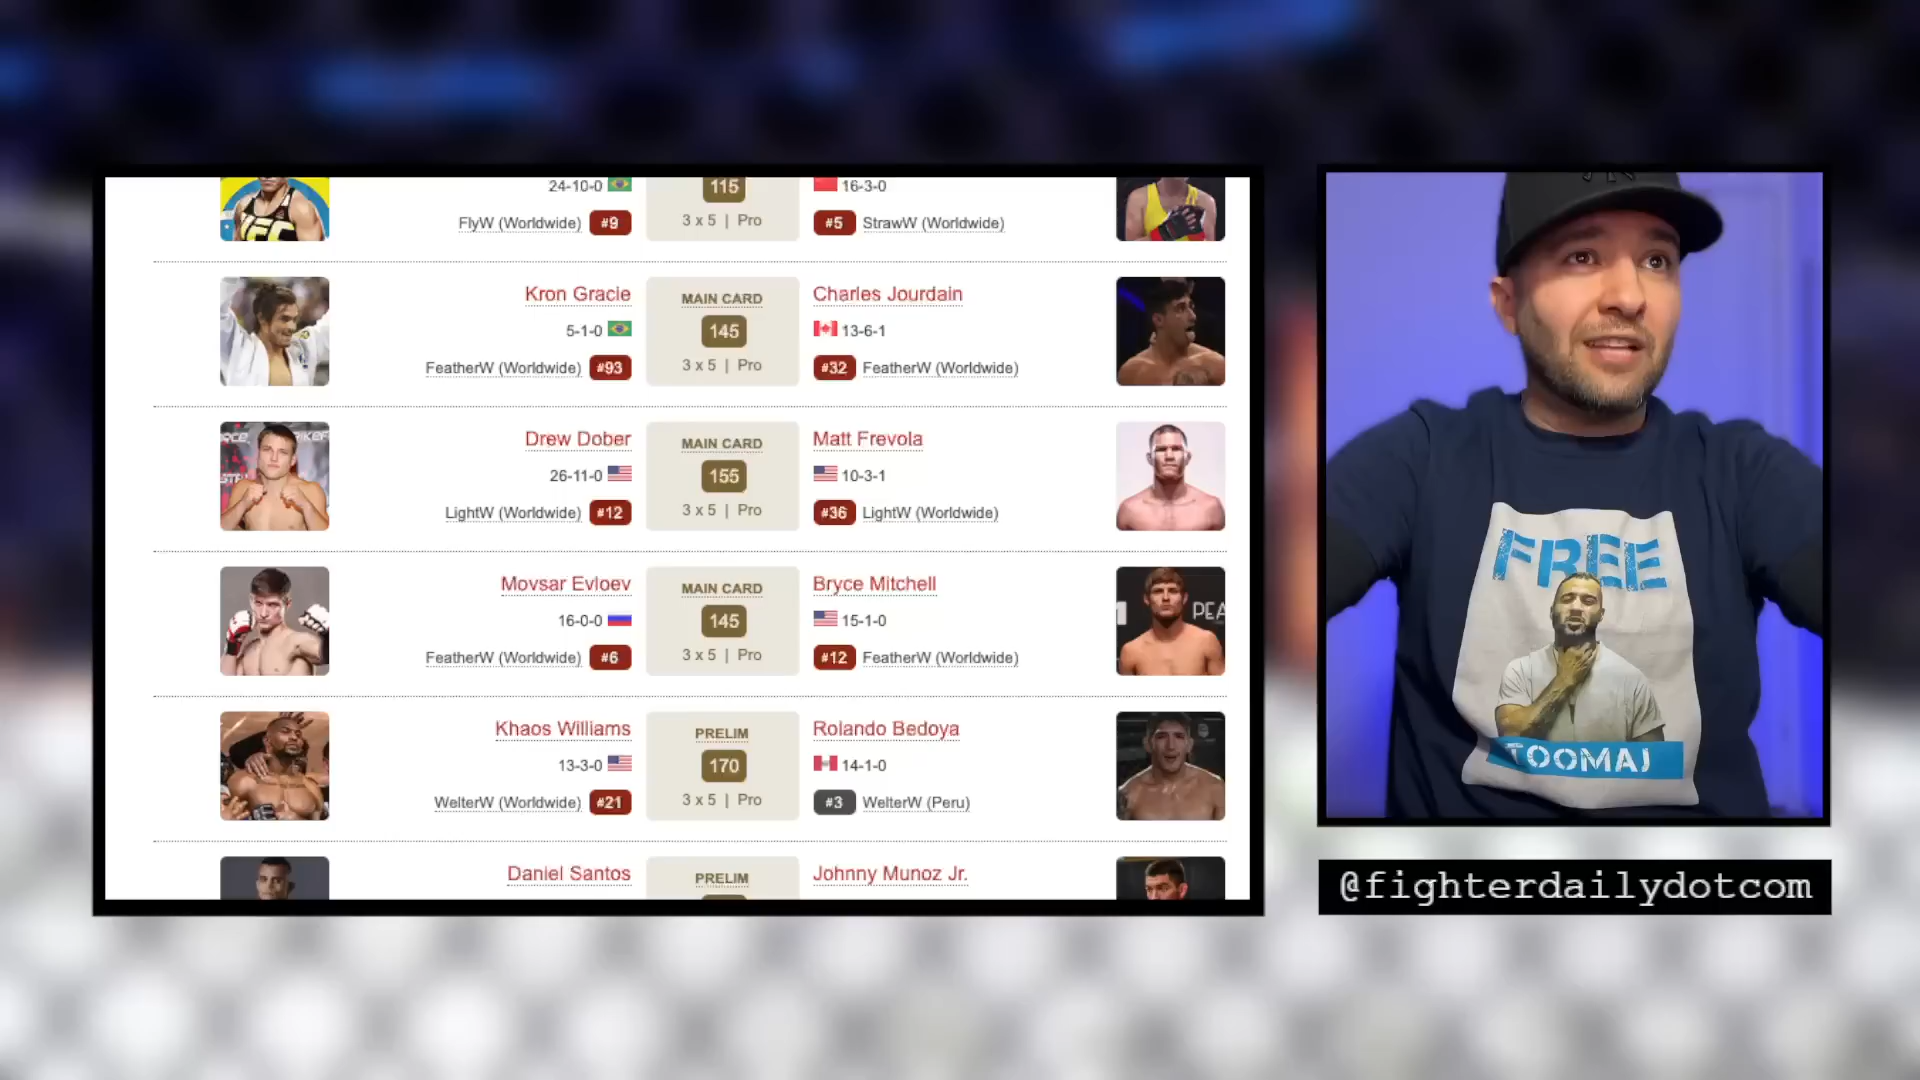 24-10-0
115
16-3-0
FlyW (Worldwide) #9
3 x 5 | Pro
#5 StrawW (Worldwide)
Kron Gracie
MAIN CARD
Charles Jourdain
5-1-0
145
13-6-1
FeatherW (Worldwide) #93
3 x 5 | Pro
#32 FeatherW (Worldwide)
Drew Dober
MAIN CARD
Matt Frevola
26-11-0
155
10-3-1
LightW (Worldwide) #12
3 x 5 | Pro
#36 LightW (Worldwide)
Movsar Evloev
MAIN CARD
Bryce Mitchell
16-0-0
145
15-1-0
FeatherW (Worldwide) #6
3 x 5 | Pro
#12 FeatherW (Worldwide)
PEA
Khaos Williams
PRELIM
Rolando Bedoya
13-3-0
170
14-1-0
WelterW (Worldwide) #21
3 x 5 | Pro
#3 WelterW (Peru)
Daniel Santos
PRELIM
Johnny Munoz Jr.
FREE
TOOMAJ
@fighterdailydotcom